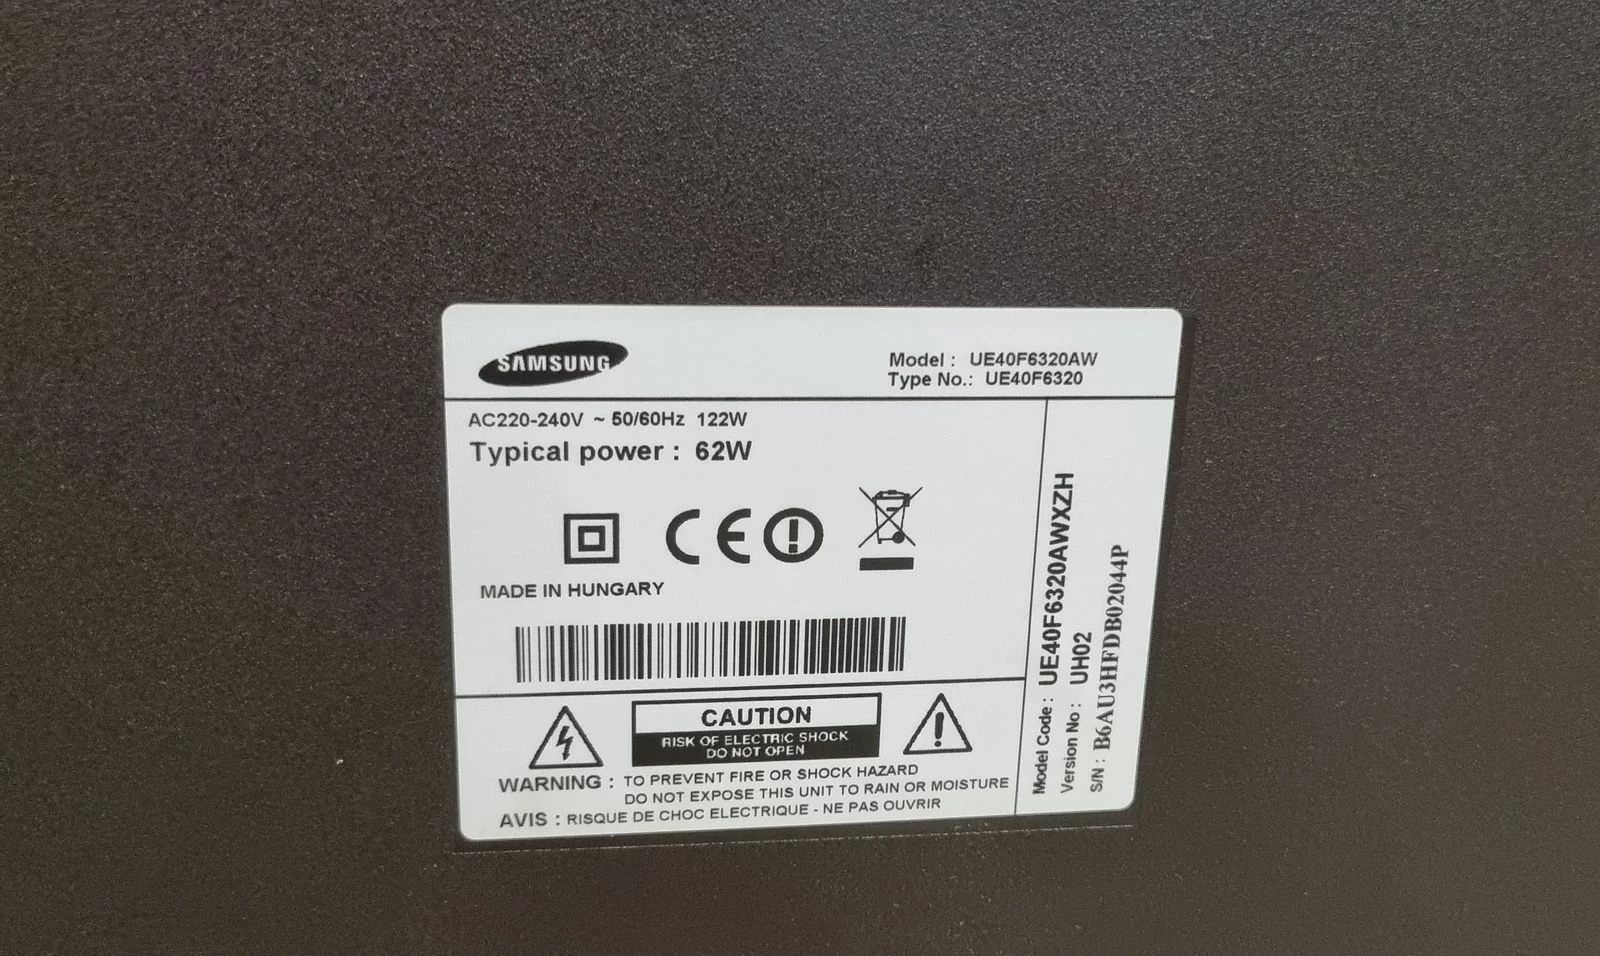 SAMSUNG
Model : UE40F6320AW
Type No.: UE40F6320
AC220-240V ~ 50/60Hz 122W
Typical power : 62W
CE
MADE IN HUNGARY
CAUTION
RISK OF ELECTRIC SHOCK
DO NOT OPEN
WARNING : TO PREVENT FIRE OR SHOCK HAZARD
DO NOT EXPOSE THIS UNIT TO RAIN OR MOISTURE
AVIS : RISQUE DE CHOC ELECTRIQUE - NE PAS OUVRIR
Model Code : UE40F6320AWXZH
Version No : UH02
S/N : B6AU3HFDB02044P